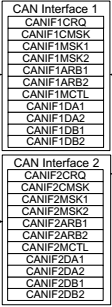 CAN Interface 1
CANIF1CRQ
CANIF1CMSK
CANIF1MSK1
CANIF1MSK2
CANIF1ARB1
CANIF1ARB2
CANIF1MCTL
CANIF1DA1
CANIF1DA2
CANIF1DB1
CANIF1DB2
CAN Interface 2
CANIF2CRQ
CANIF2CMSK
CANIF2MSK1
CANIF2MSK2
CANIF2ARB1
CANIF2ARB2
CANIF2MCTL
CANIF2DA1
CANIF2DA2
CANIF2DB1
CANIF2DB2